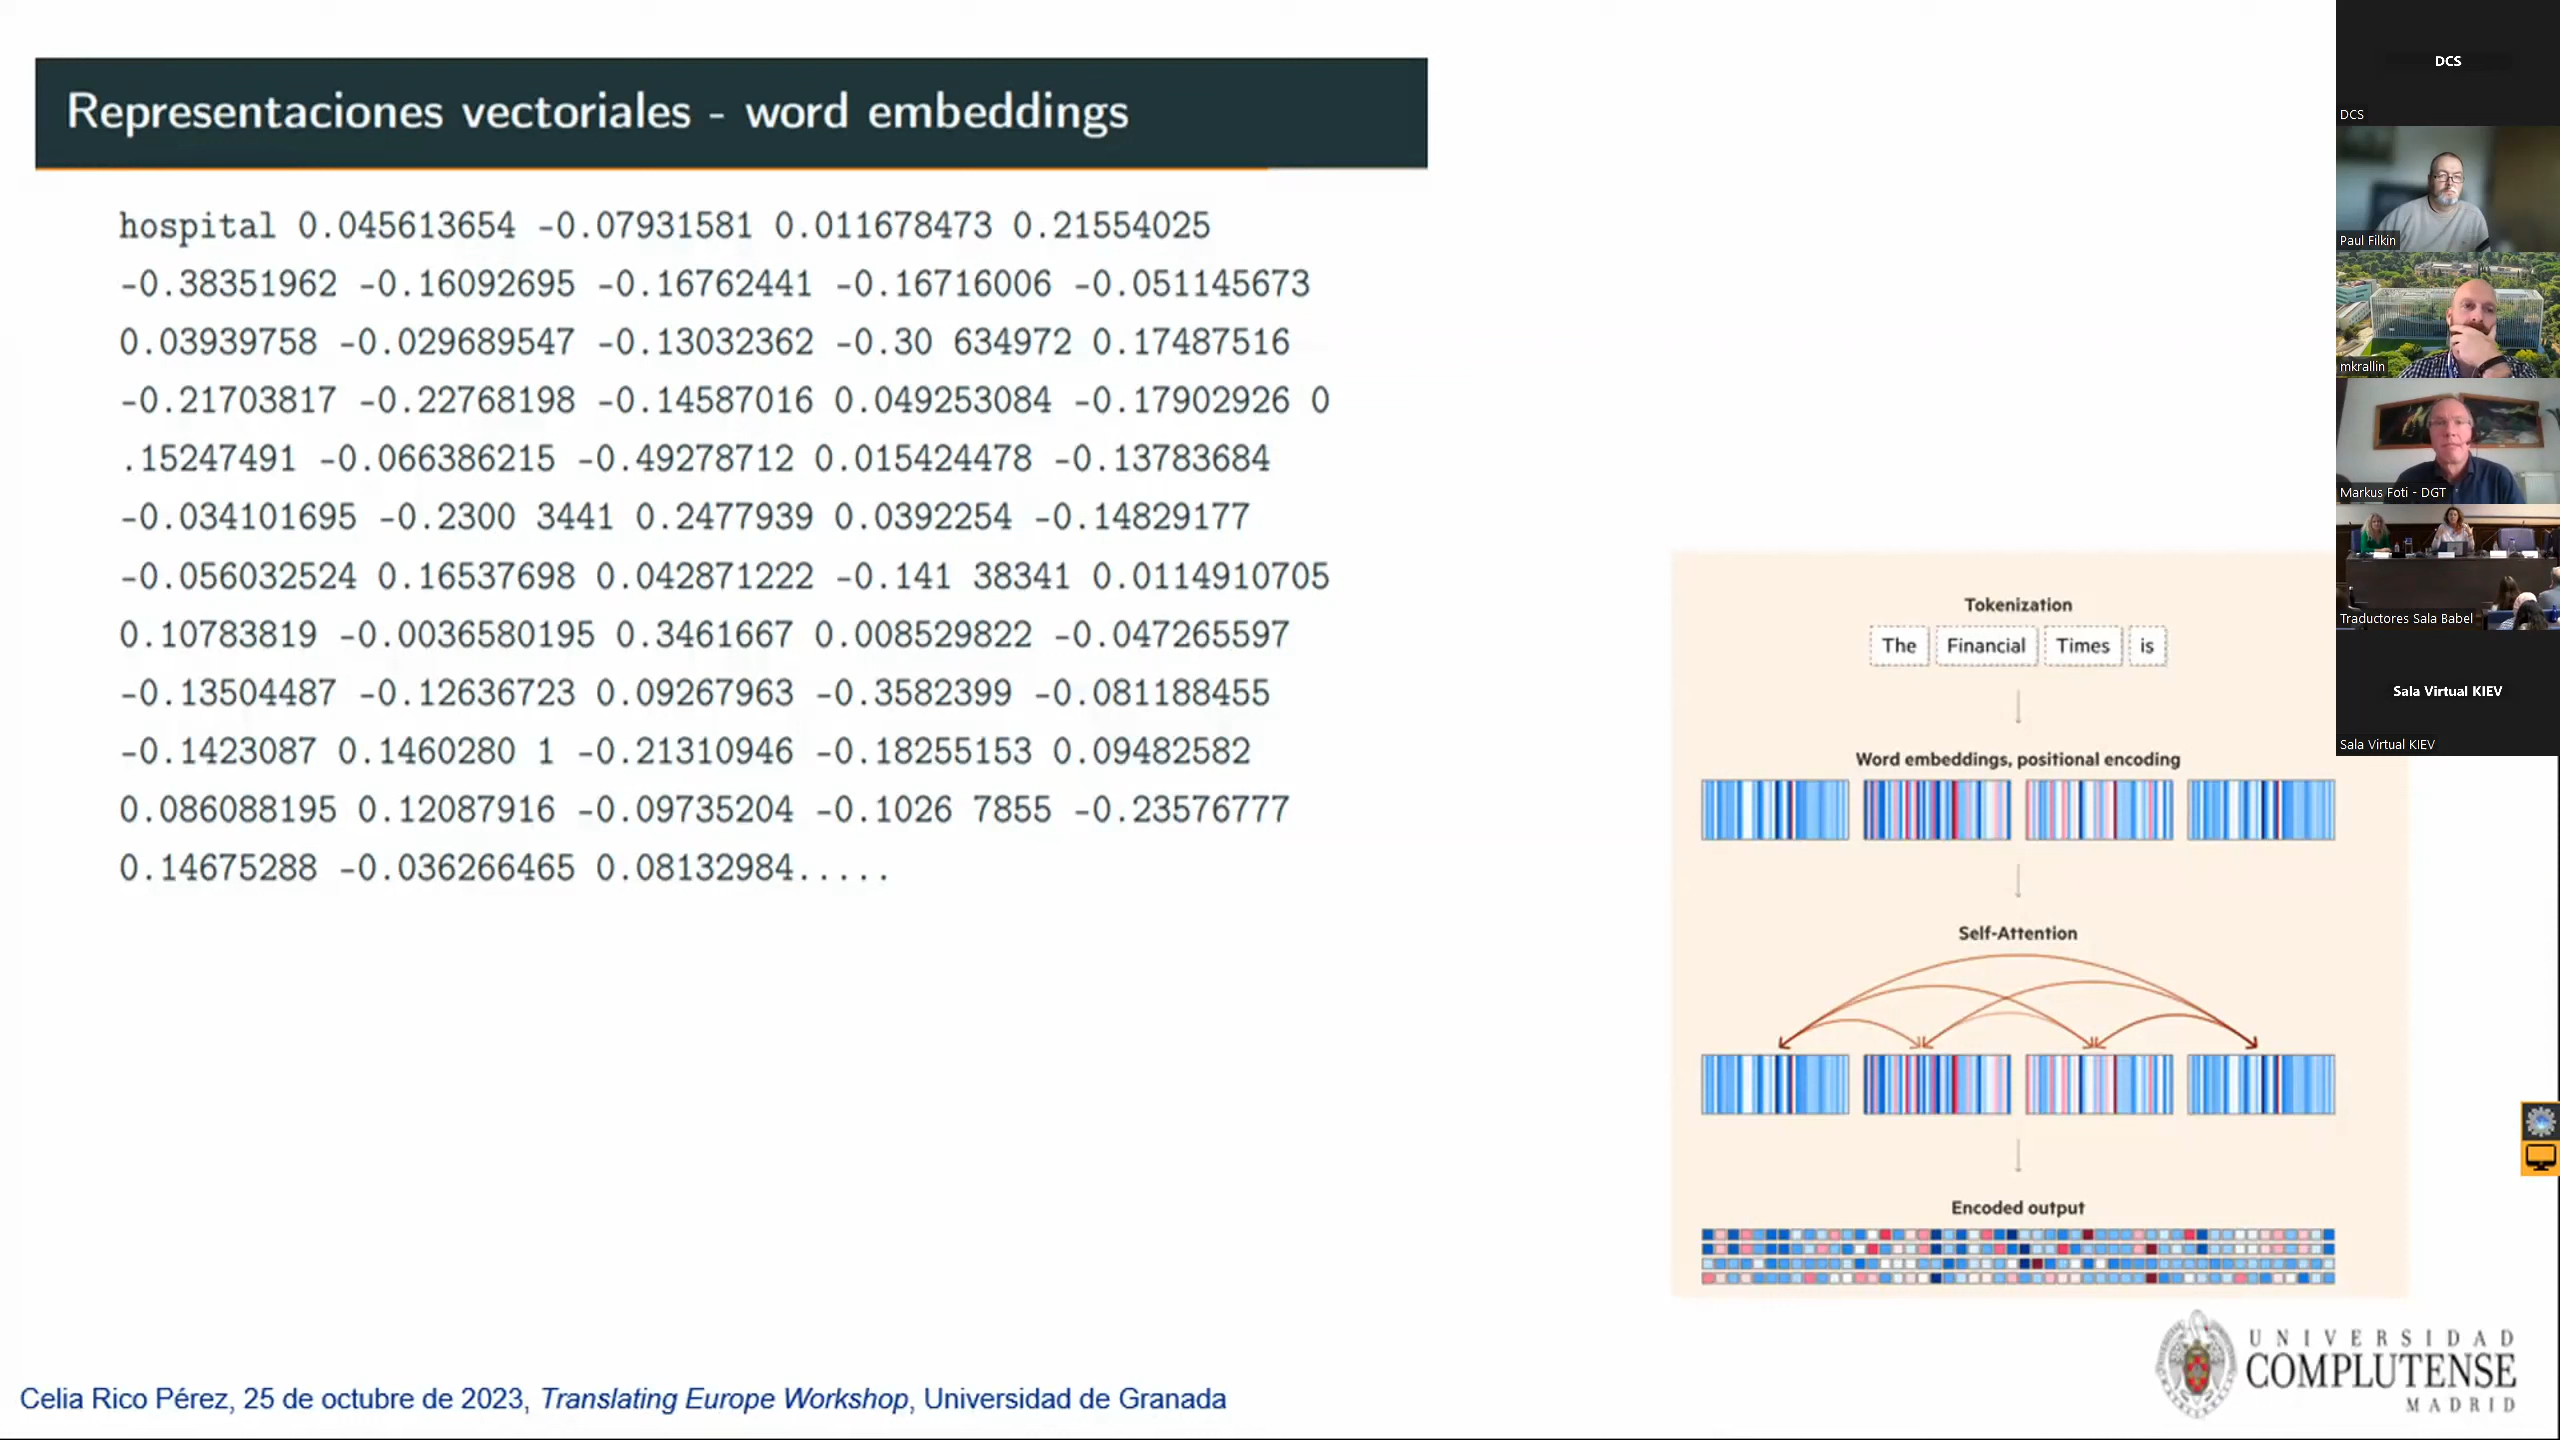 Representaciones vectoriales - word embeddings
hospital 0.045613654 -0.07931581 0.011678473 0.21554025
-0.38351962 -0.16092695 -0.16762441 -0.16716006 -0.051145673
0.03939758 -0.029689547 -0.13032362 -0.30 634972 0.17487516
-0.21703817 -0.22768198 -0.14587016 0.049253084 -0.17902926 0
.15247491 -0.066386215 -0.49278712 0.015424478 -0.13783684
-0.034101695 -0.2300 3441 0.2477939 0.0392254 -0.14829177
-0.056032524 0.16537698 0.042871222 -0.141 38341 0.0114910705
0.10783819 -0.0036580195 0.3461667 0.008529822 -0.047265597
-0.13504487 -0.12636723 0.09267963 -0.3582399 -0.081188455
-0.1423087 0.1460280 1 -0.21310946 -0.18255153 0.09482582
0.086088195 0.12087916 -0.09735204 -0.1026 7855 -0.23576777
0.14675288 -0.036266465 0.08132984.....
Tokenization
The Financial Times is
Word embeddings, positional encoding
Self-Attention
Encoded output
Celia Rico Pérez, 25 de octubre de 2023, Translating Europe Workshop, Universidad de Granada
UNIVERSIDAD
COMPLUTENSE
MADRID
DCS
DCS
Paul Filkin
mkrallin
Markus Foti - DGT
Traductores Sala Babel
Sala Virtual KIEV
Sala Virtual KIEV